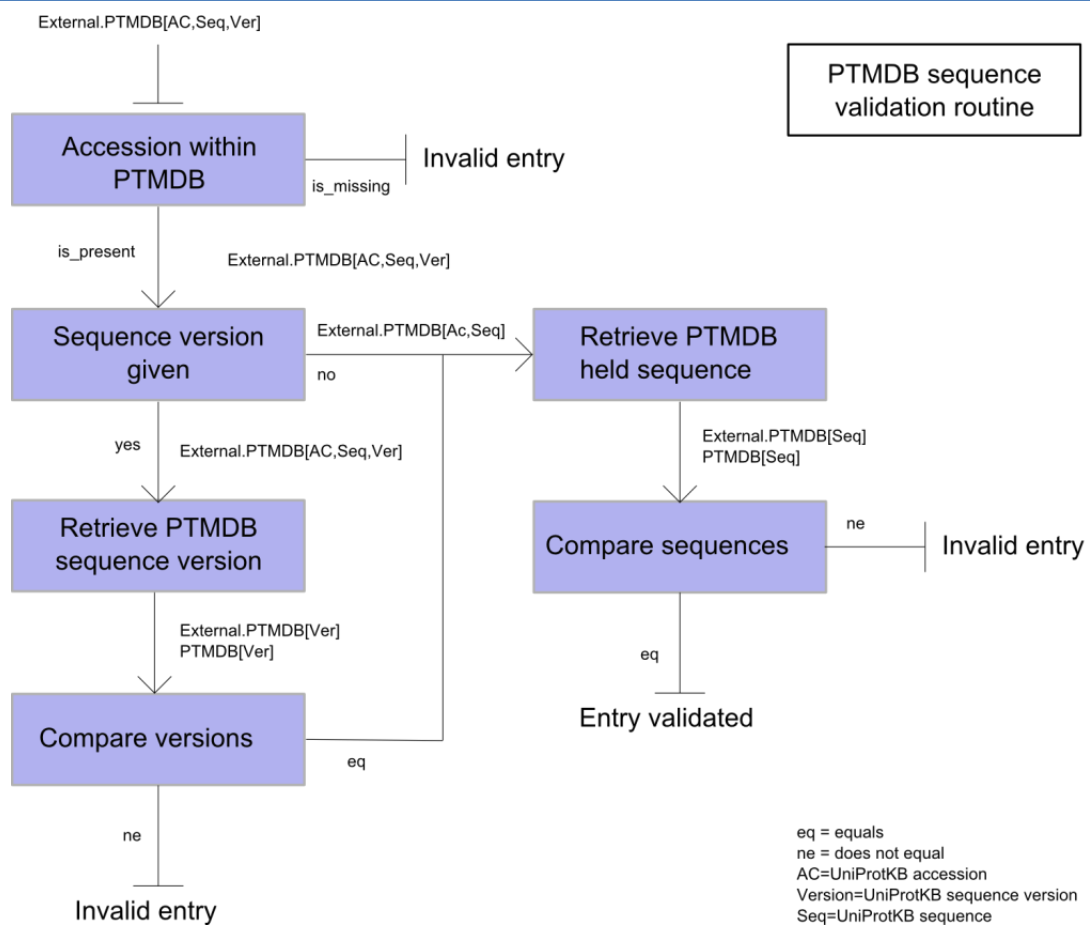 External.PTMDB[AC,Seq,Ver]
PTMDB sequence
validation routine
Accession within
PTMDB
Invalid entry
is_missing
is_present
External.PTMDB[AC,Seq,Ver]
Sequence version
given
External.PTMDB[Ac,Seq]
no
Retrieve PTMDB
held sequence
yes
External.PTMDB[AC,Seq,Ver]
External.PTMDB[Seq]
PTMDB[Seq]
Retrieve PTMDB
sequence version
Compare sequences
ne
Invalid entry
External.PTMDB[Ver]
PTMDB[Ver]
eq
Entry validated
Compare versions
eq
ne
Invalid entry
eq = equals
ne = does not equal
AC=UniProtKB accession
Version=UniProtKB sequence version
Seq=UniProtKB sequence